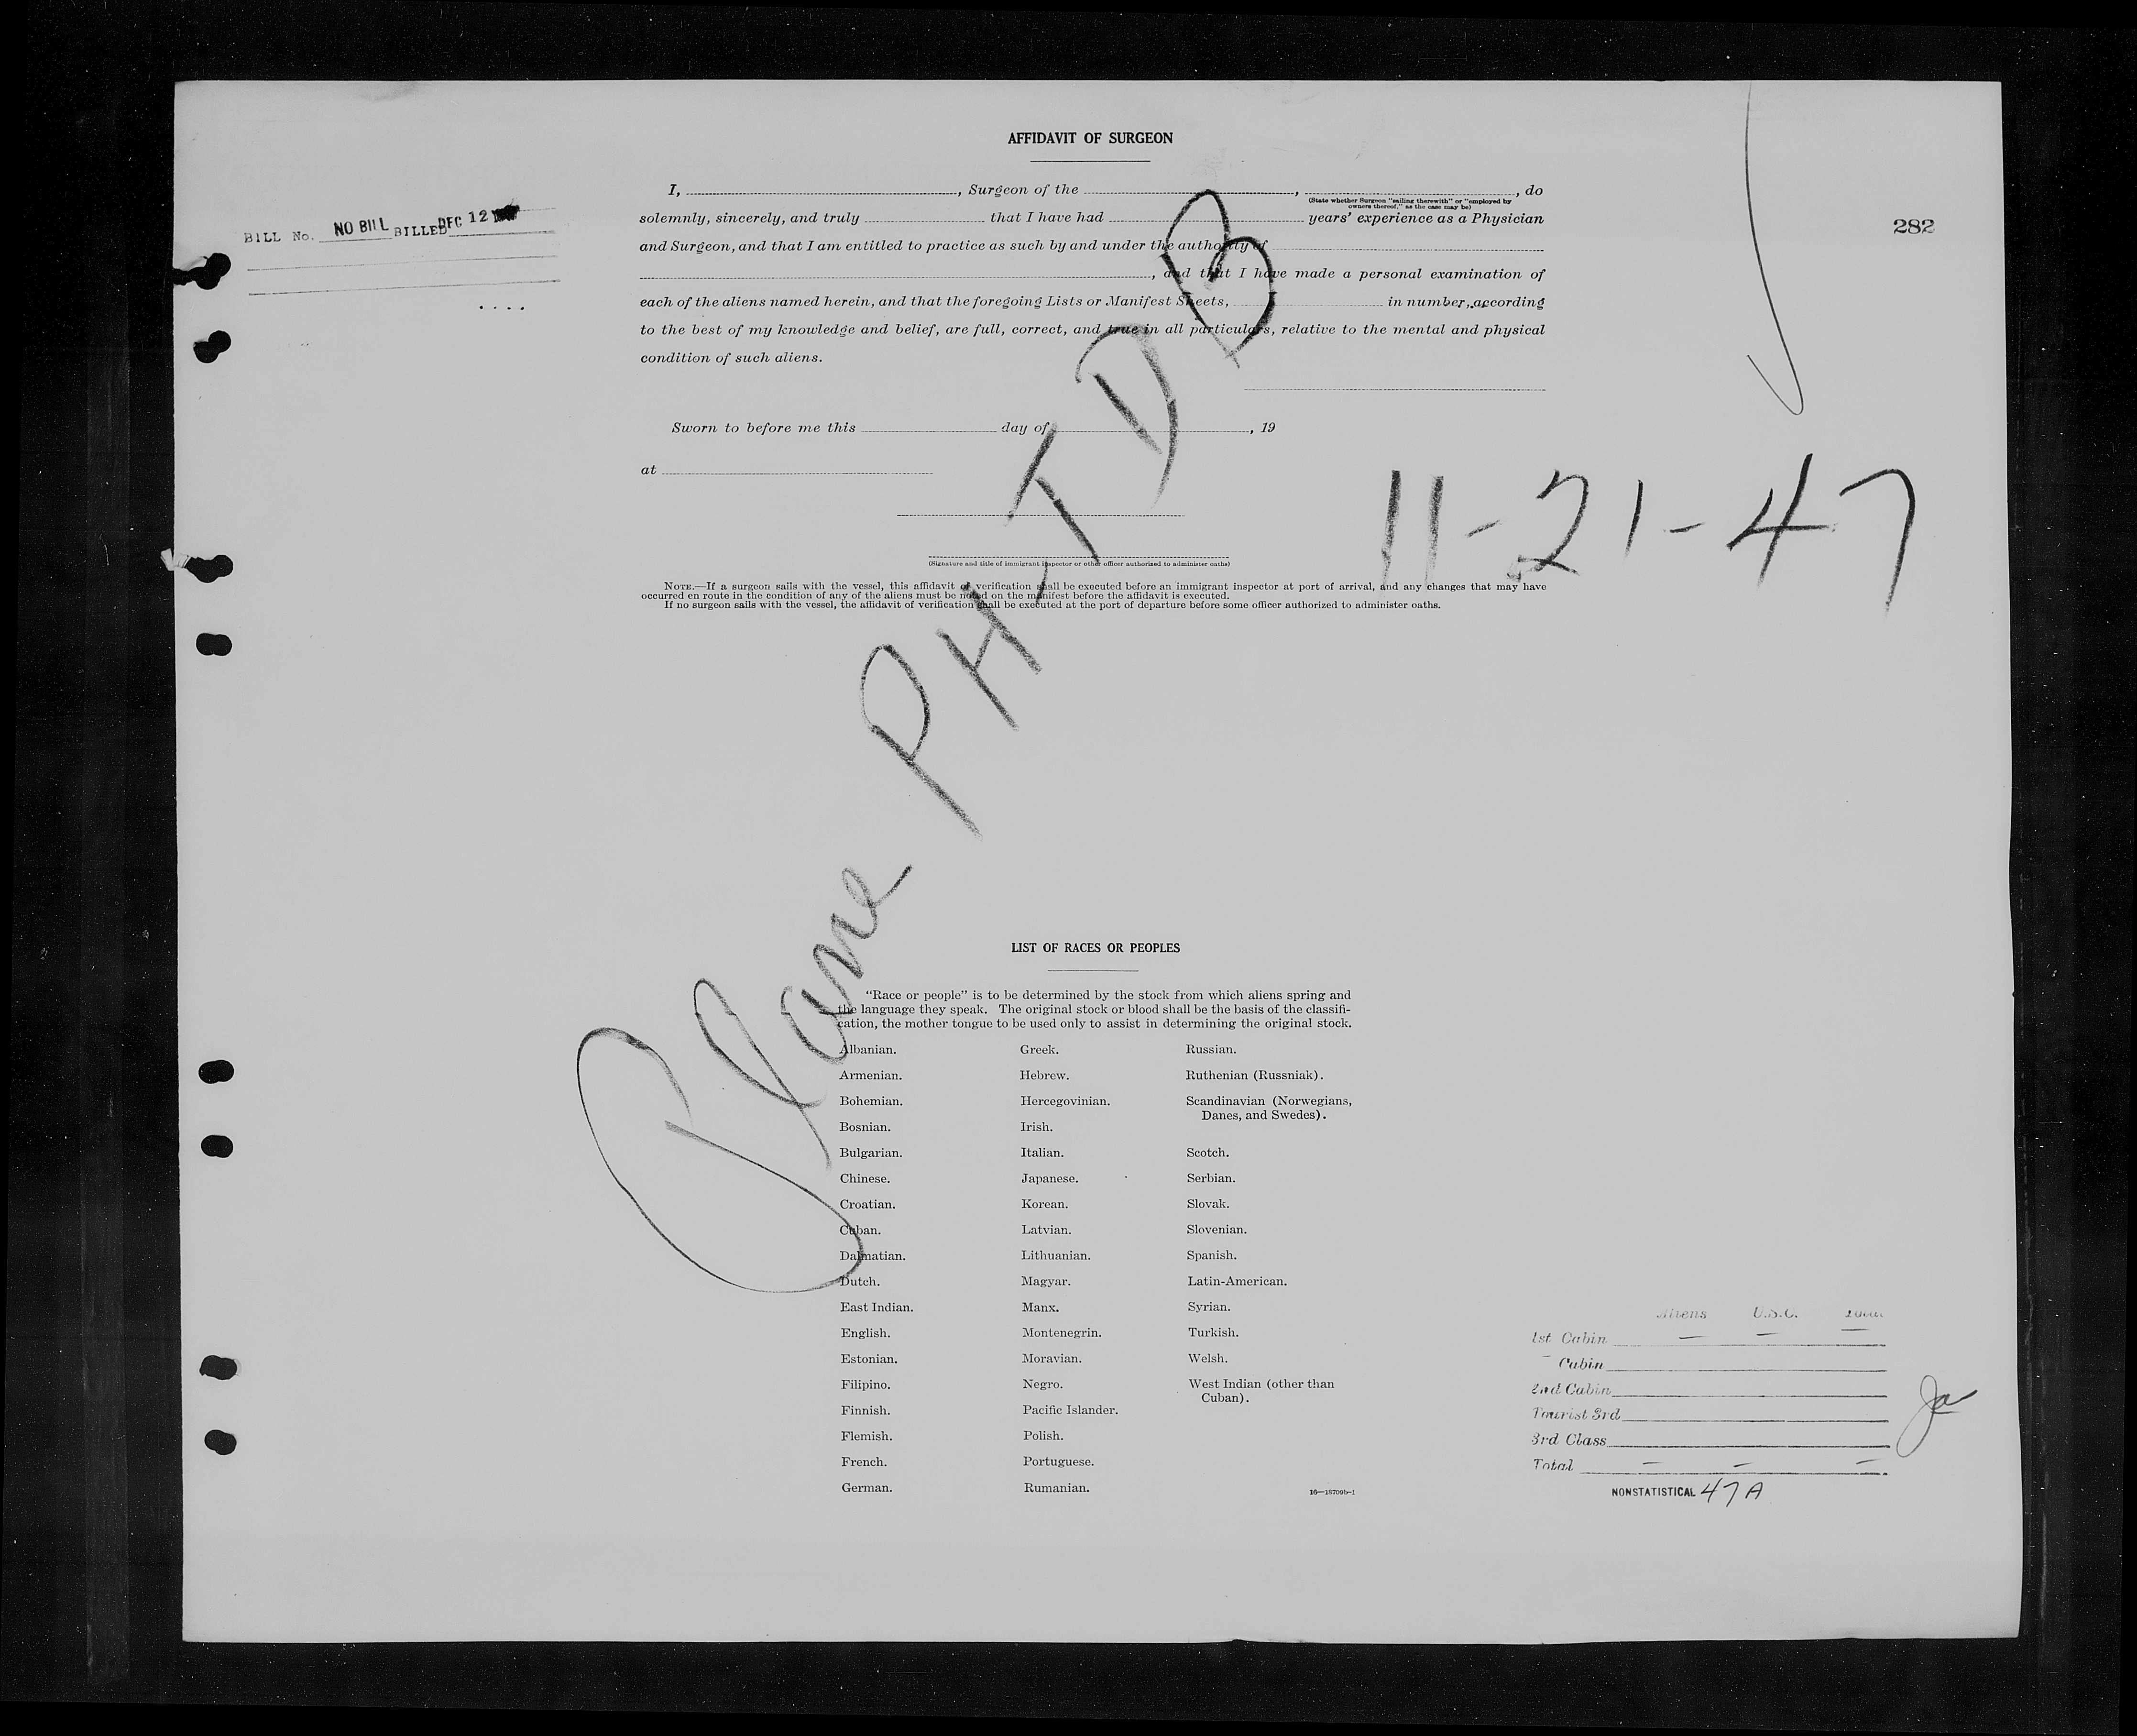 AFFIDAVIT OF SURGEON
I, , Surgeon of the , , do
(State whether Surgeon "sailing therewith" or "employed by
owners thereof," as the case may be)
solemnly, sincerely, and truly that I have had years' experience as a Physician
and Surgeon, and that I am entitled to practice as such by and under the authority of
, and that I have made a personal examination of
each of the aliens named herein, and that the foregoing Lists or Manifest Sheets, in number, according
to the best of my knowledge and belief, are full, correct, and true in all particulars, relative to the mental and physical
condition of such aliens.
BILL No. NO BILL BILLED DEC 12
282
Sworn to before me this day of , 19
at
11-21-47
(Signature and title of immigrant inspector or other officer authorized to administer oaths)
NOTE.—If a surgeon sails with the vessel, this affidavit of verification shall be executed before an immigrant inspector at port of arrival, and any changes that may have
occurred en route in the condition of any of the aliens must be noted on the manifest before the affidavit is executed.
If no surgeon sails with the vessel, the affidavit of verification shall be executed at the port of departure before some officer authorized to administer oaths.
Plane PH-TDB
LIST OF RACES OR PEOPLES
"Race or people" is to be determined by the stock from which aliens spring and
the language they speak. The original stock or blood shall be the basis of the classifi-
cation, the mother tongue to be used only to assist in determining the original stock.
Albanian. Greek. Russian.
Armenian. Hebrew. Ruthenian (Russniak).
Bohemian. Hercegovinian. Scandinavian (Norwegians,
Danes, and Swedes).
Bosnian. Irish.
Bulgarian. Italian. Scotch.
Chinese. Japanese. Serbian.
Croatian. Korean. Slovak.
Cuban. Latvian. Slovenian.
Dalmatian. Lithuanian. Spanish.
Dutch. Magyar. Latin-American.
East Indian. Manx. Syrian.
English. Montenegrin. Turkish.
Estonian. Moravian. Welsh.
Filipino. Negro. West Indian (other than
Cuban).
Finnish. Pacific Islander.
Flemish. Polish.
French. Portuguese.
German. Rumanian.
16—13709b-1
Aliens U.S.C. Total
1st Cabin — — —
Cabin
2nd Cabin
Tourist 3rd
3rd Class
Total — — —
NONSTATISTICAL 47A